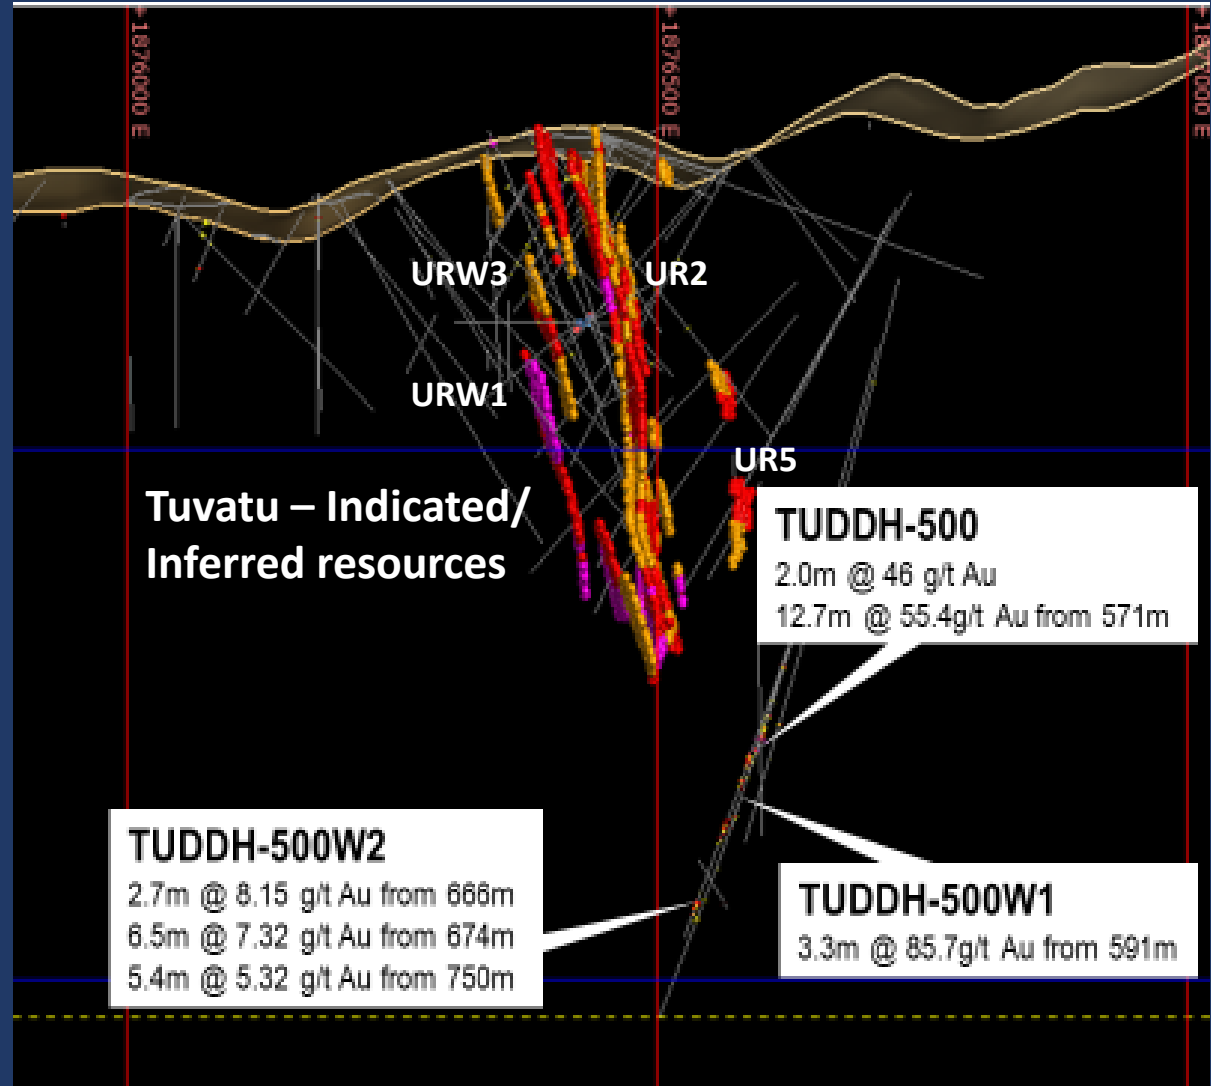 +1876000 E
+1876500 E
+1877000 E
URW3
UR2
URW1
UR5
Tuvatu – Indicated/
Inferred resources
TUDDH-500
2.0m @ 46 g/t Au
12.7m @ 55.4g/t Au from 571m
TUDDH-500W2
2.7m @ 8.15 g/t Au from 666m
6.5m @ 7.32 g/t Au from 674m
5.4m @ 5.32 g/t Au from 750m
TUDDH-500W1
3.3m @ 85.7g/t Au from 591m